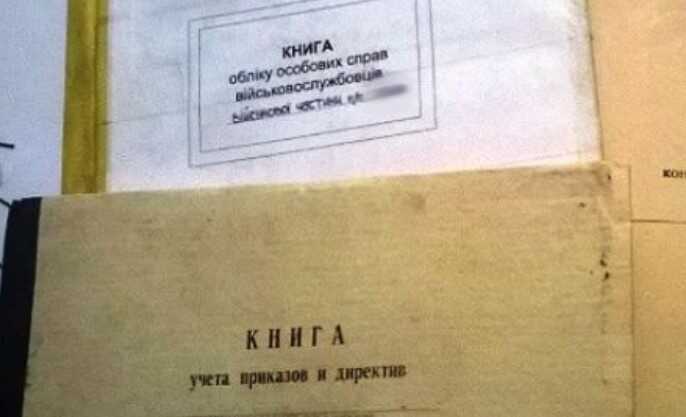 КНИГА
обліку особових справ
військовослужбовців
військової частини п/п
КНИГА
учета приказов и директив